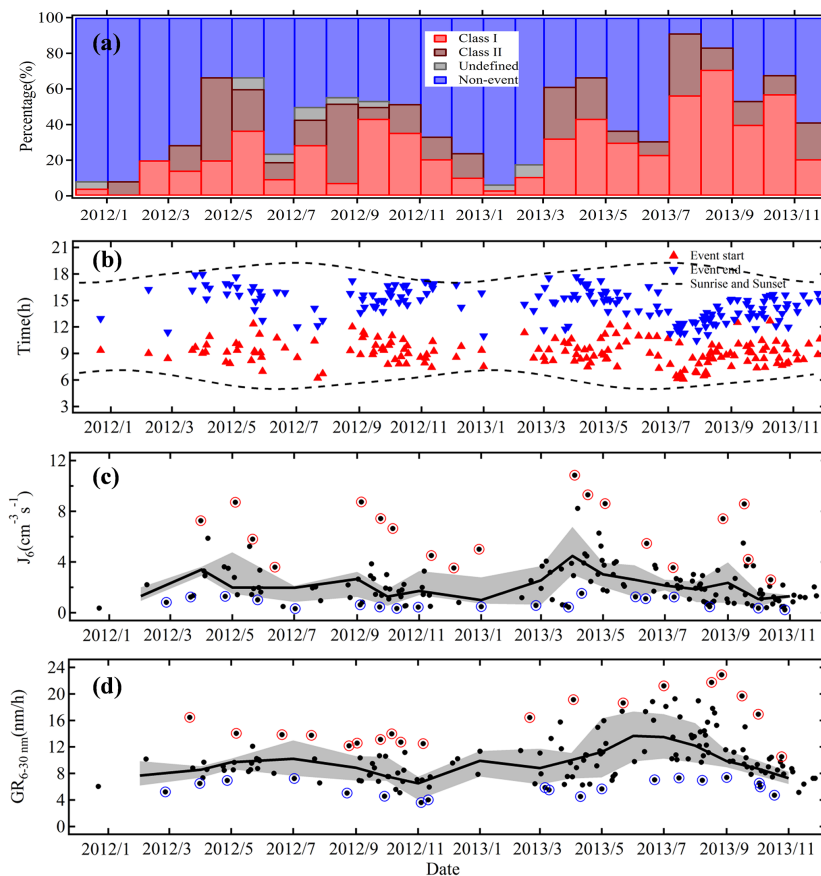 (a)
Class I
Class II
Undefined
Non-event
Percentage(%)
100
80
60
40
20
0
2012/1 2012/3 2012/5 2012/7 2012/9 2012/11 2013/1 2013/3 2013/5 2013/7 2013/9 2013/11
(b)
Event start
Event end
Sunrise and Sunset
Time(h)
21
18
15
12
9
6
3
2012/1 2012/3 2012/5 2012/7 2012/9 2012/11 2013/1 2013/3 2013/5 2013/7 2013/9 2013/11
(c)
J6(cm-3 s-1)
12
8
4
0
2012/1 2012/3 2012/5 2012/7 2012/9 2012/11 2013/1 2013/3 2013/5 2013/7 2013/9 2013/11
(d)
GR6-30 nm(nm/h)
24
20
16
12
8
4
0
2012/1 2012/3 2012/5 2012/7 2012/9 2012/11 2013/1 2013/3 2013/5 2013/7 2013/9 2013/11
Date